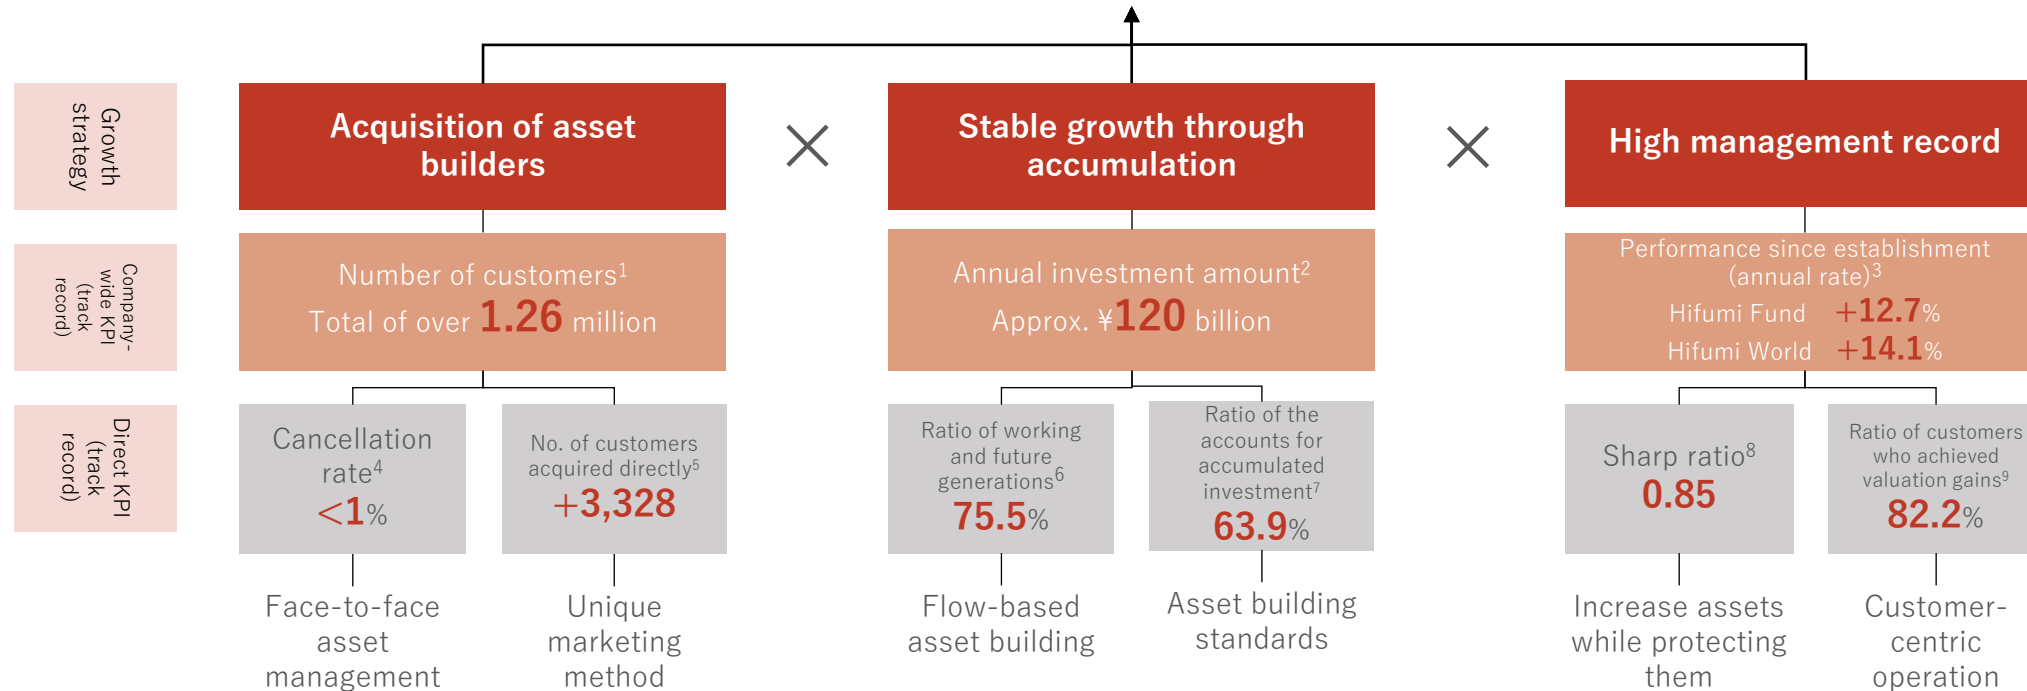 Growth
strategy
Acquisition of asset
builders
×
Stable growth through
accumulation
×
High management record
Company-
wide KPI
(track
record)
Number of customers1
Total of over 1.26 million
Annual investment amount2
Approx. ¥120 billion
Performance since establishment
(annual rate)3
Hifumi Fund +12.7%
Hifumi World +14.1%
Direct KPI
(track
record)
Cancellation
rate4
<1%
No. of customers
acquired directly5
+3,328
Ratio of working
and future
generations6
75.5%
Ratio of the
accounts for
accumulated
investment7
63.9%
Sharp ratio8
0.85
Ratio of customers
who achieved
valuation gains9
82.2%
Face-to-face
asset
management
Unique
marketing
method
Flow-based
asset building
Asset building
standards
Increase assets
while protecting
them
Customer-
centric
operation